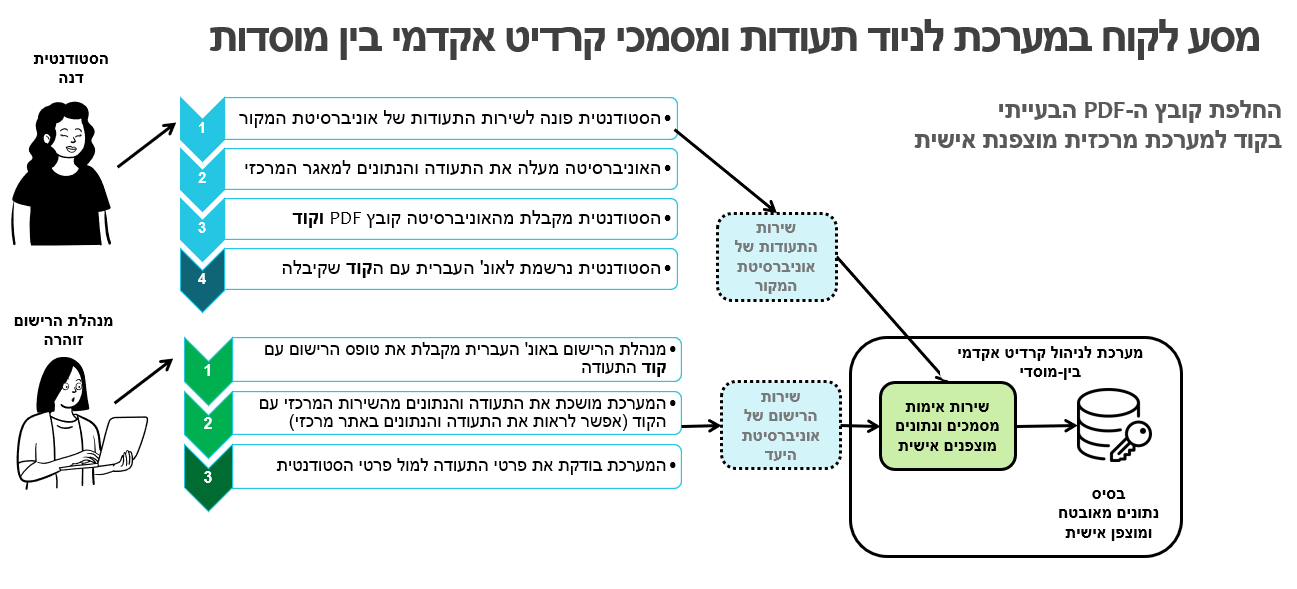 מסע לקוח במערכת לניוד תעודות ומסמכי קרדיט אקדמי בין מוסדות
החלפת קובץ ה-PDF הבעייתי
בקוד למערכת מרכזית מוצפנת אישית
הסטודנטית
דנה
1
• הסטודנטית פונה לשירות התעודות של אוניברסיטת המקור
2
• האוניברסיטה מעלה את התעודה והנתונים למאגר המרכזי
3
• הסטודנטית מקבלת מהאוניברסיטה קובץ PDF וקוד
4
• הסטודנטית נרשמת לאונ' העברית עם הקוד שקיבלה
שירות
התעודות של
אוניברסיטת
המקור
מנהלת הרישום
זוהרה
1
• מנהלת הרישום באונ' העברית מקבלת את טופס הרישום עם
קוד התעודה
2
• המערכת מושכת את התעודה והנתונים מהשירות המרכזי עם
הקוד (אפשר לראות את התעודה והנתונים באתר מרכזי)
3
• המערכת בודקת את פרטי התעודה למול פרטי הסטודנטית
שירות
הרישום של
אוניברסיטת
היעד
מערכת לניהול קרדיט אקדמי
בין-מוסדי
שירות אימות
מסמכים ונתונים
מוצפנים אישית
בסיס
נתונים מאובטח
ומוצפן אישית